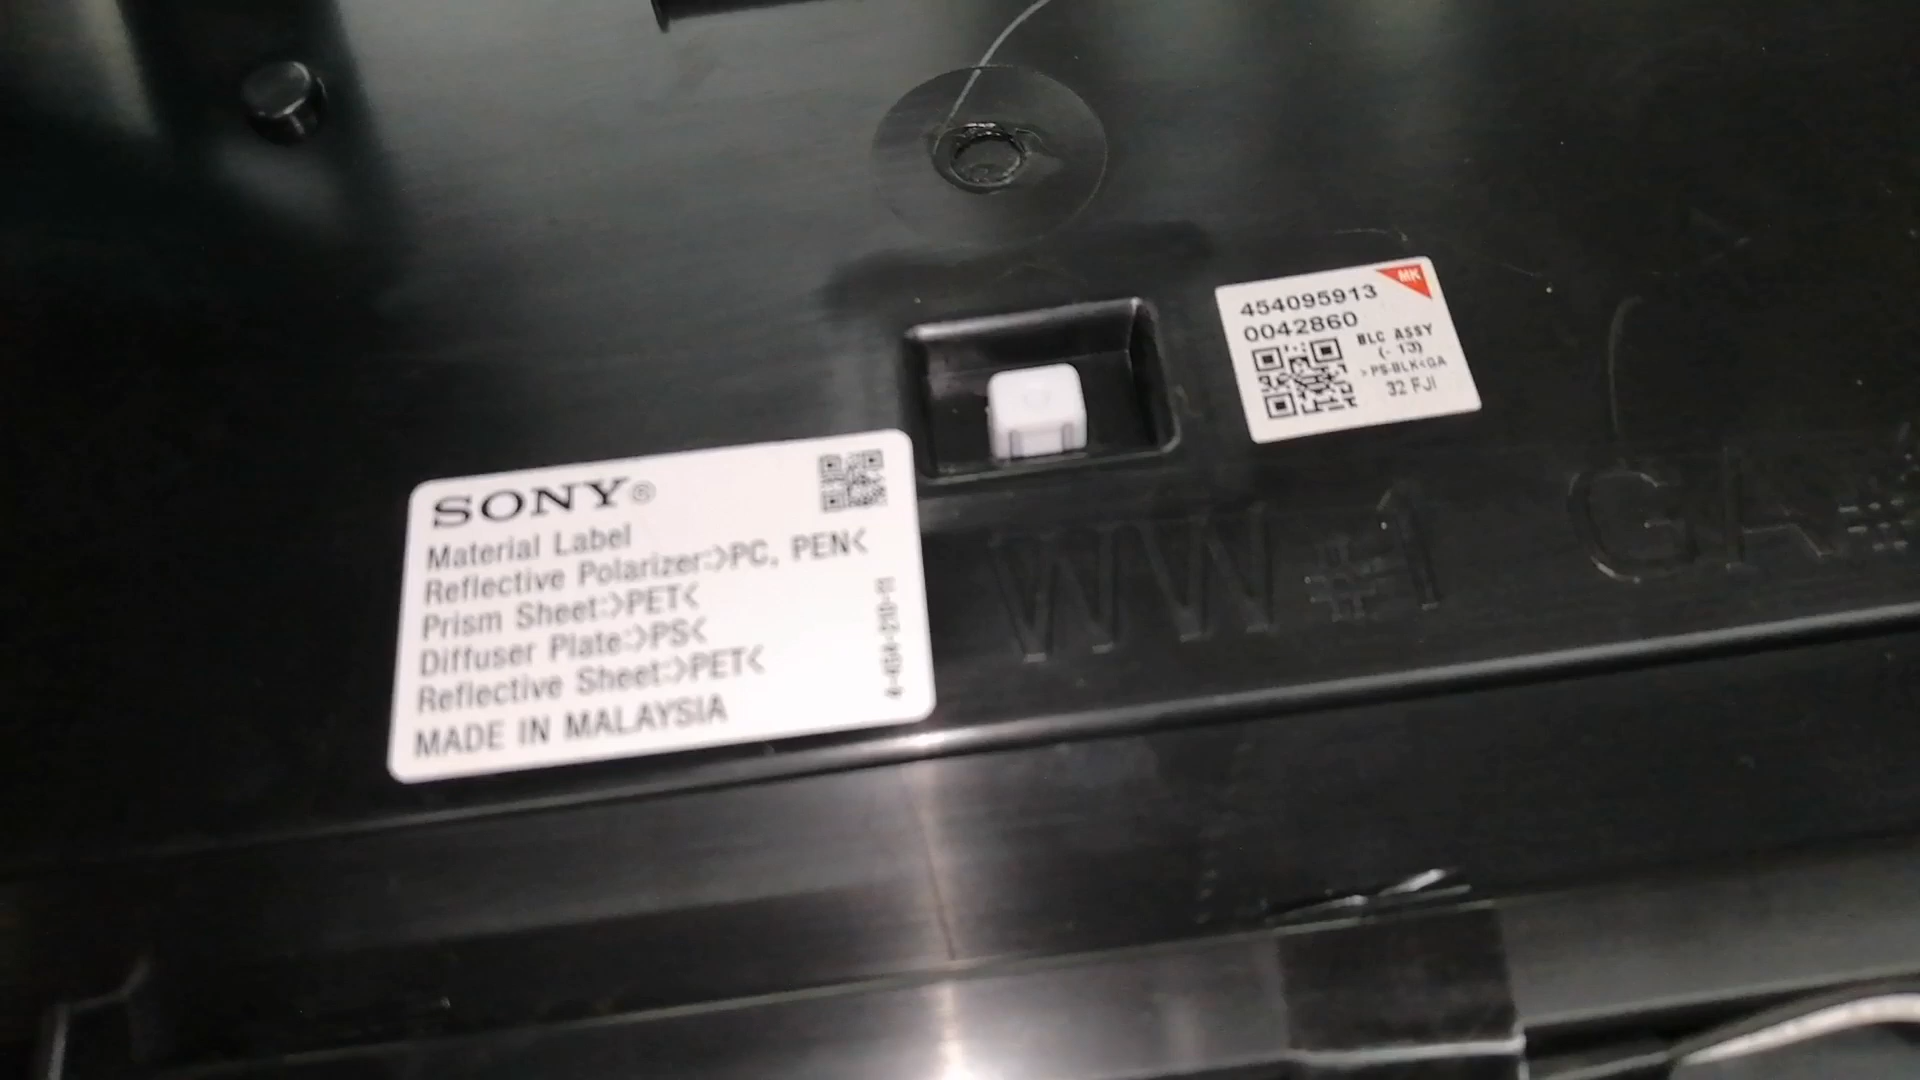 MK
454095913
0042860
BLC ASSY
(- 13)
>PS-BLK<GA
32 FJI
SONY®
Material Label
Reflective Polarizer:>PC, PEN<
Prism Sheet:>PET<
Diffuser Plate:>PS<
Reflective Sheet:>PET<
MADE IN MALAYSIA
WW#1 GA